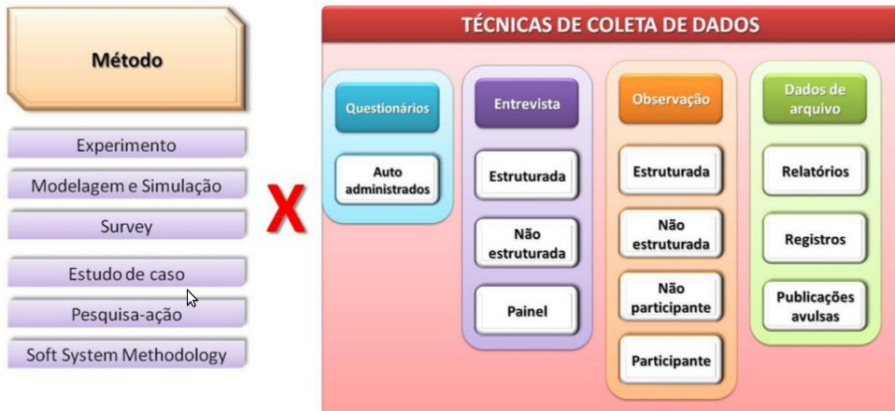 Método
Experimento
Modelagem e Simulação
Survey
Estudo de caso
Pesquisa-ação
Soft System Methodology
X
TÉCNICAS DE COLETA DE DADOS
Questionários
Auto
administrados
Entrevista
Estruturada
Não
estruturada
Painel
Observação
Estruturada
Não
estruturada
Não
participante
Participante
Dados de
arquivo
Relatórios
Registros
Publicações
avulsas